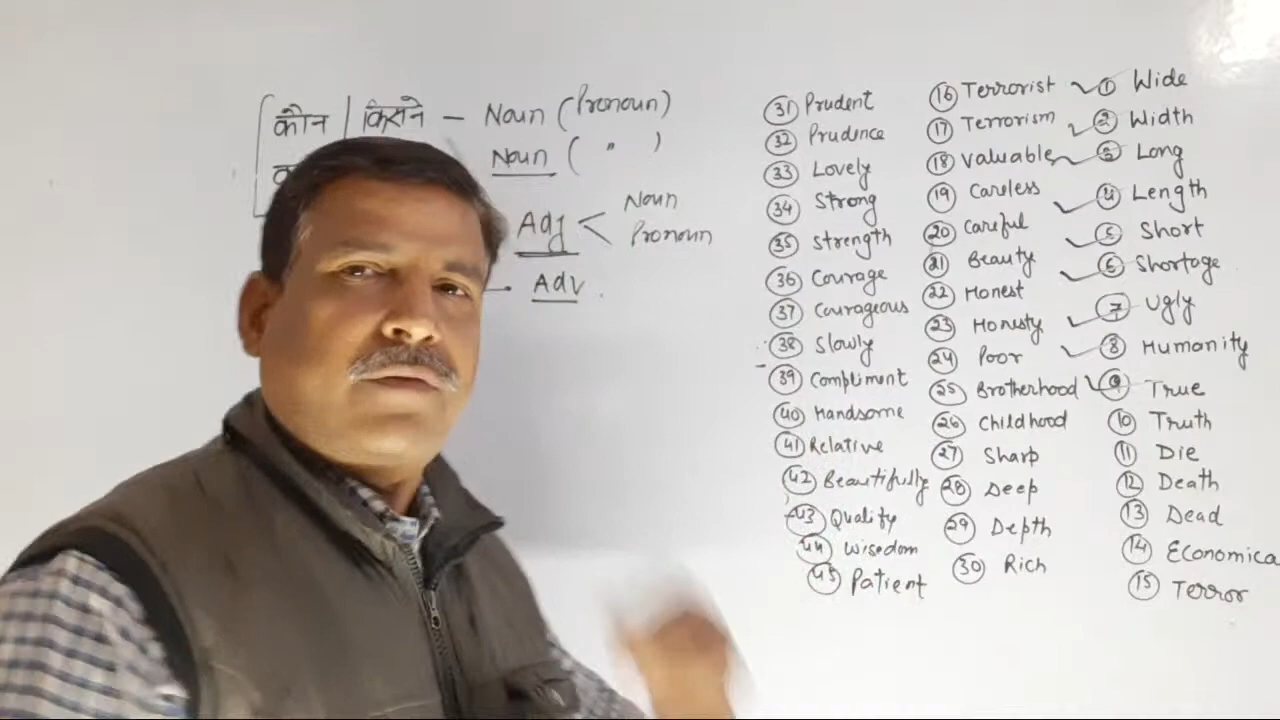 कौन | किसने – Noun (Pronoun)
Noun ( " )
Adj < Noun
Pronoun
Adv.
31 Prudent
32 Prudence
33 Lovely
34 Strong
35 Strength
36 Courage
37 Courageous
38 Slowly
39 Compliment
40 Handsome
41 Relative
42 Beautifully
43 Qualify
44 Wisedom
45 Patient
16 Terrorist
17 Terrorism
18 Valuable
19 Careless
20 Careful
21 Beauty
22 Honest
23 Honesty
24 Poor
25 Brotherhood
26 Childhood
27 Sharp
28 Deep
29 Depth
30 Rich
1 Wide
2 Width
3 Long
4 Length
5 Short
6 Shortage
7 Ugly
8 Humanity
9 True
10 Truth
11 Die
12 Death
13 Dead
14 Economica
15 Terror